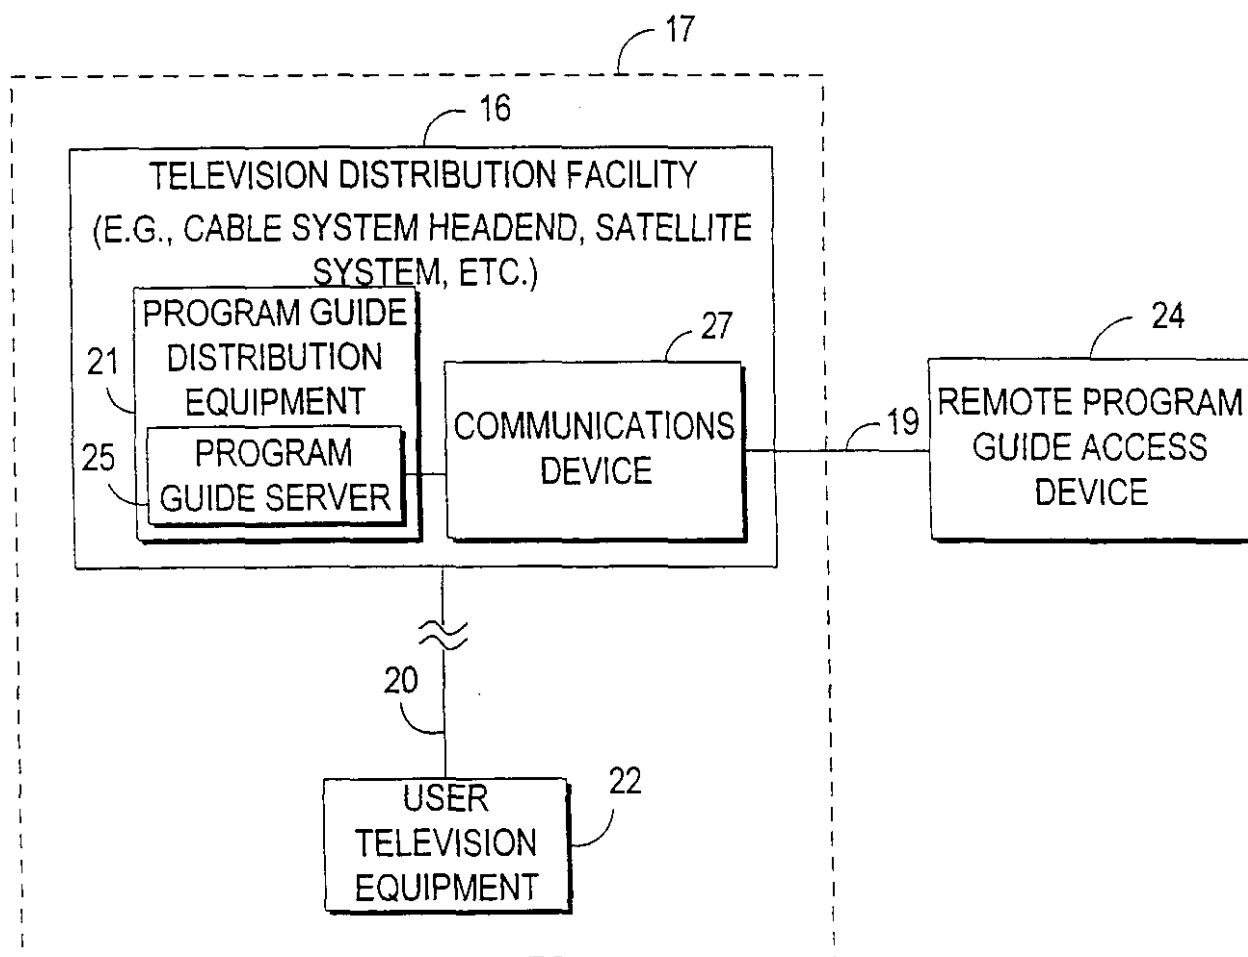 17
16
TELEVISION DISTRIBUTION FACILITY
(E.G., CABLE SYSTEM HEADEND, SATELLITE
SYSTEM, ETC.)
PROGRAM GUIDE
DISTRIBUTION
EQUIPMENT
21
PROGRAM
GUIDE SERVER
25
27
COMMUNICATIONS
DEVICE
19
24
REMOTE PROGRAM
GUIDE ACCESS
DEVICE
20
USER
TELEVISION
EQUIPMENT
22